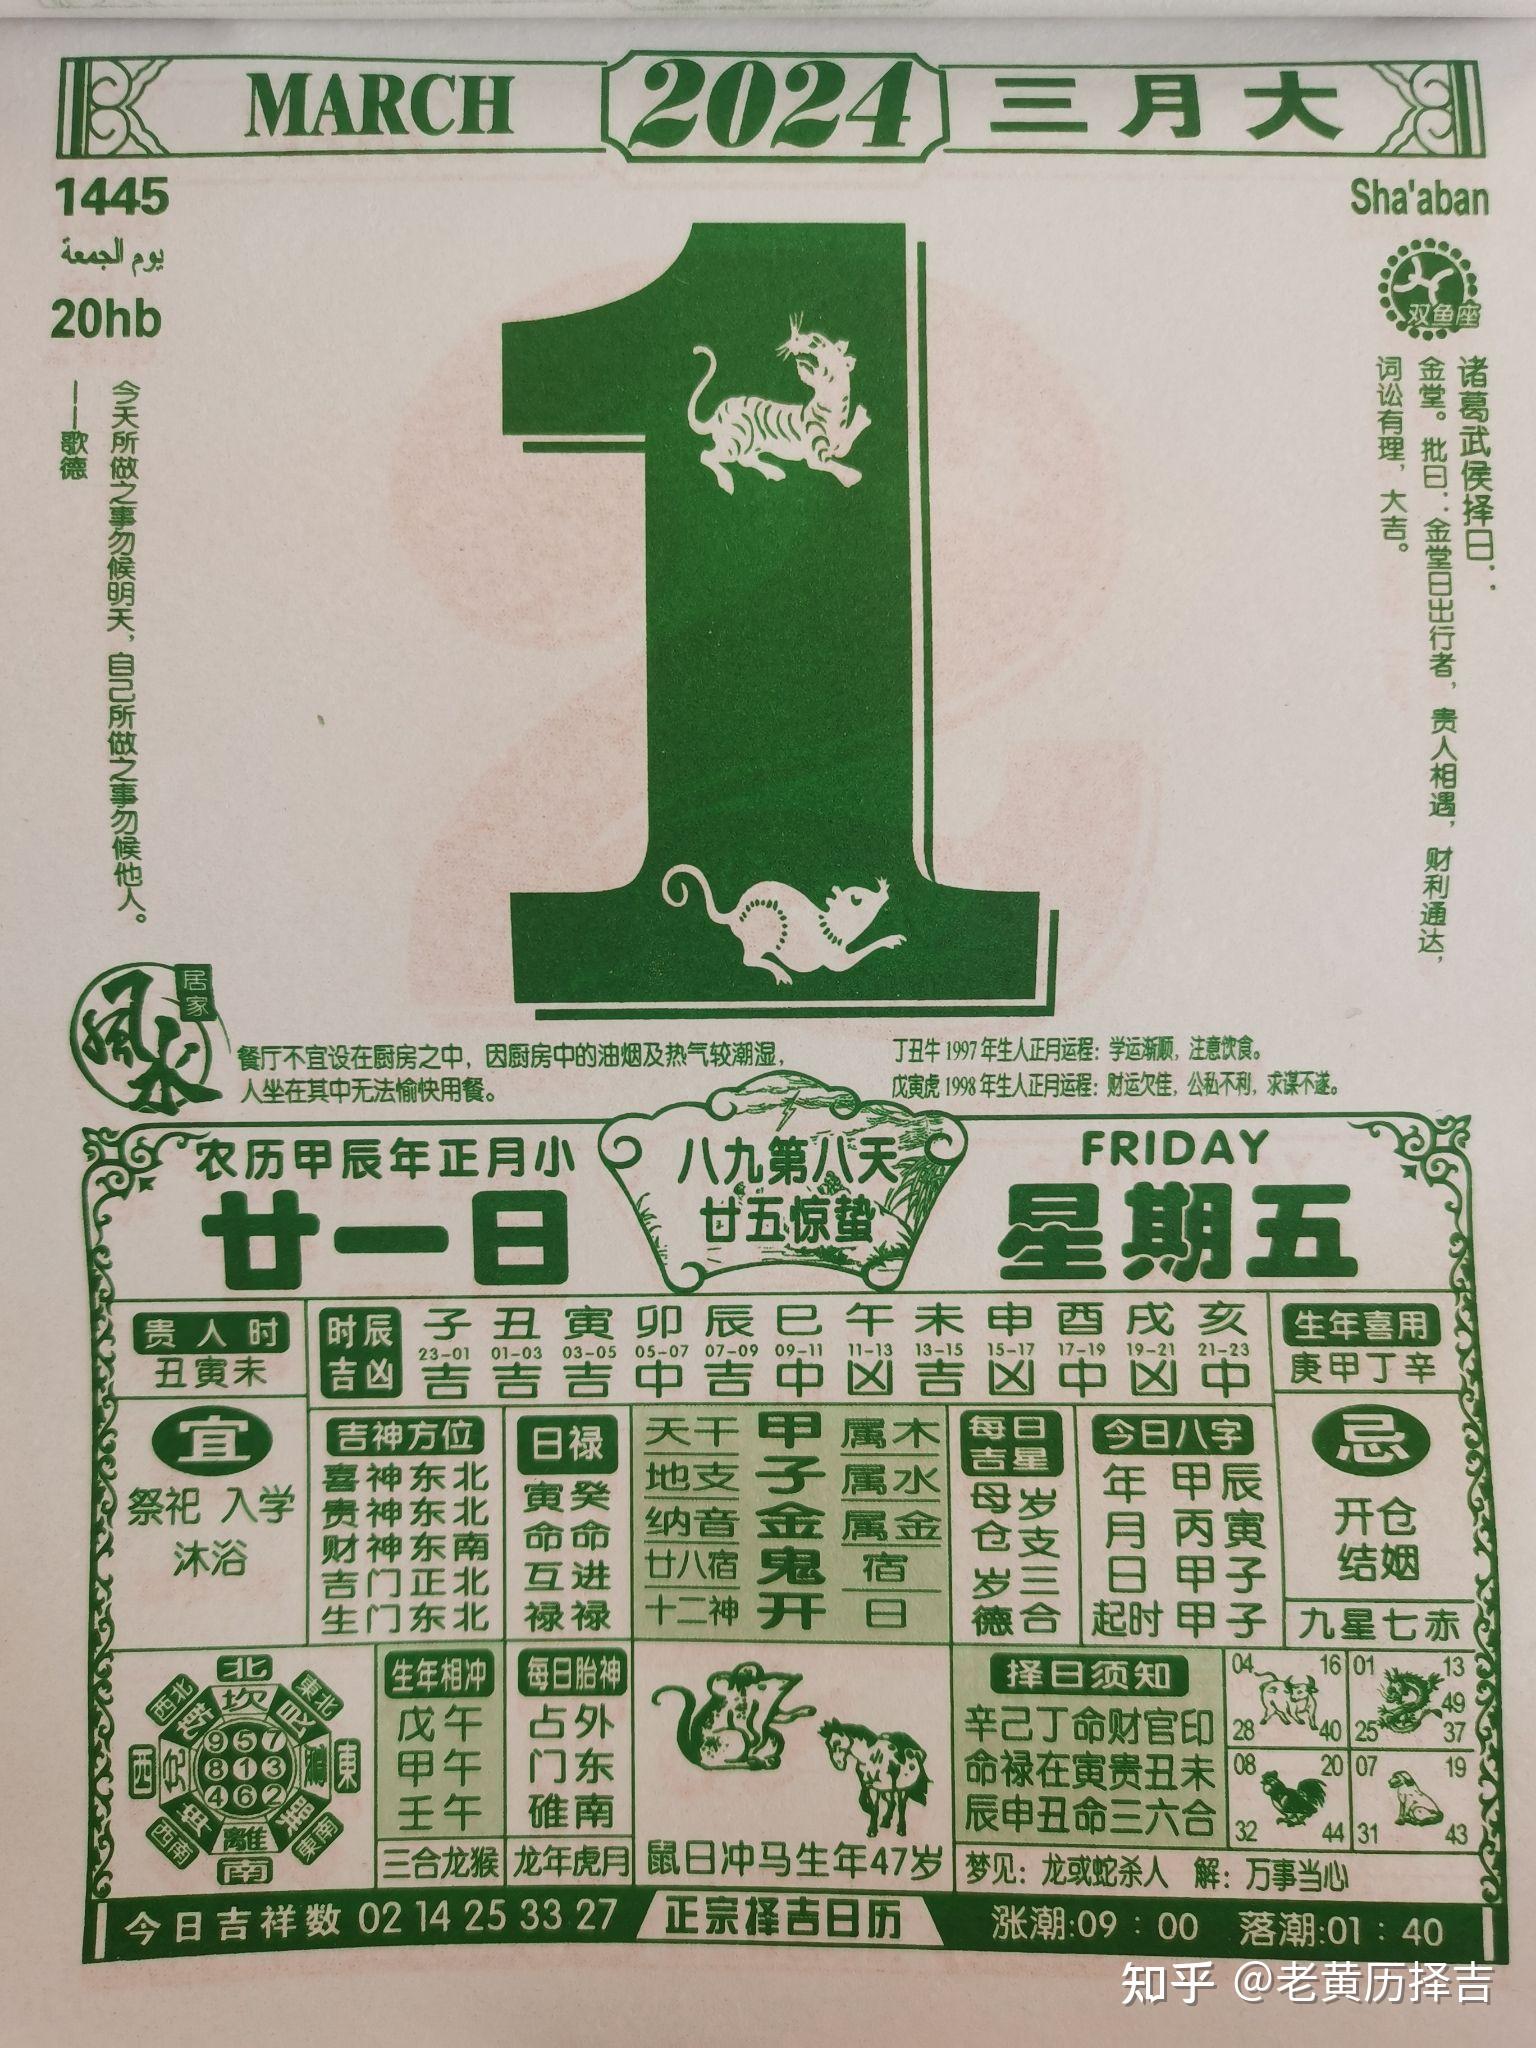 MARCH 2024 三月大
1445
يوم الجمعة
20hb
Sha'aban
双鱼座
诸葛武侯择日：
金堂。批曰：金堂日出行者，贵人相遇，财利通达，
词讼有理，大吉。
今天所做之事勿候明天，自己所做之事勿候他人。
——歌德
居家
風水
餐厅不宜设在厨房之中，因厨房中的油烟及热气较潮湿，
人坐在其中无法愉快用餐。
丁丑牛1997年生人正月运程：学运渐顺，注意饮食。
戊寅虎1998年生人正月运程：财运欠佳，公私不利，求谋不遂。
农历甲辰年正月小
廿一日
八九第八天
廿五惊蛰
FRIDAY
星期五
贵人时
丑寅未
时辰吉凶
子 丑 寅 卯 辰 巳 午 未 申 酉 戌 亥
23-01 01-03 03-05 05-07 07-09 09-11 11-13 13-15 15-17 17-19 19-21 21-23
吉 吉 吉 中 吉 中 凶 吉 凶 中 凶 中
生年喜用
庚甲丁辛
宜
祭祀 入学
沐浴
吉神方位
喜神东北
贵神东北
财神东南
吉门正北
生门东北
日禄
寅命互禄
癸命进禄
天干 甲 属木
地支 子 属水
纳音 金 属金
廿八宿 鬼 宿
十二神 开 日
每日吉星
母仓
岁德
岁支三合
今日八字
年 甲辰
月 丙寅
日 甲子
起时 甲子
忌
开仓
结姻
九星七赤
北
東北
東
東南
南
西南
西
西北
坎
離
兑
9 5 7
8 1 3
4 6 2
生年相冲
戊午
甲午
壬午
三合龙猴
每日胎神
占外
门东
碓南
龙年虎月
鼠日冲马生年47岁
择日须知
辛己丁命财官印
命禄在寅贵丑未
辰申丑命三六合
04 16
28 40
01 13
49
25 37
08 20
32 44
07 19
31 43
梦见：龙或蛇杀人 解：万事当心
今日吉祥数 02 14 25 33 27
正宗择吉日历
涨潮:09：00 落潮:01：40
知乎 @老黄历择吉